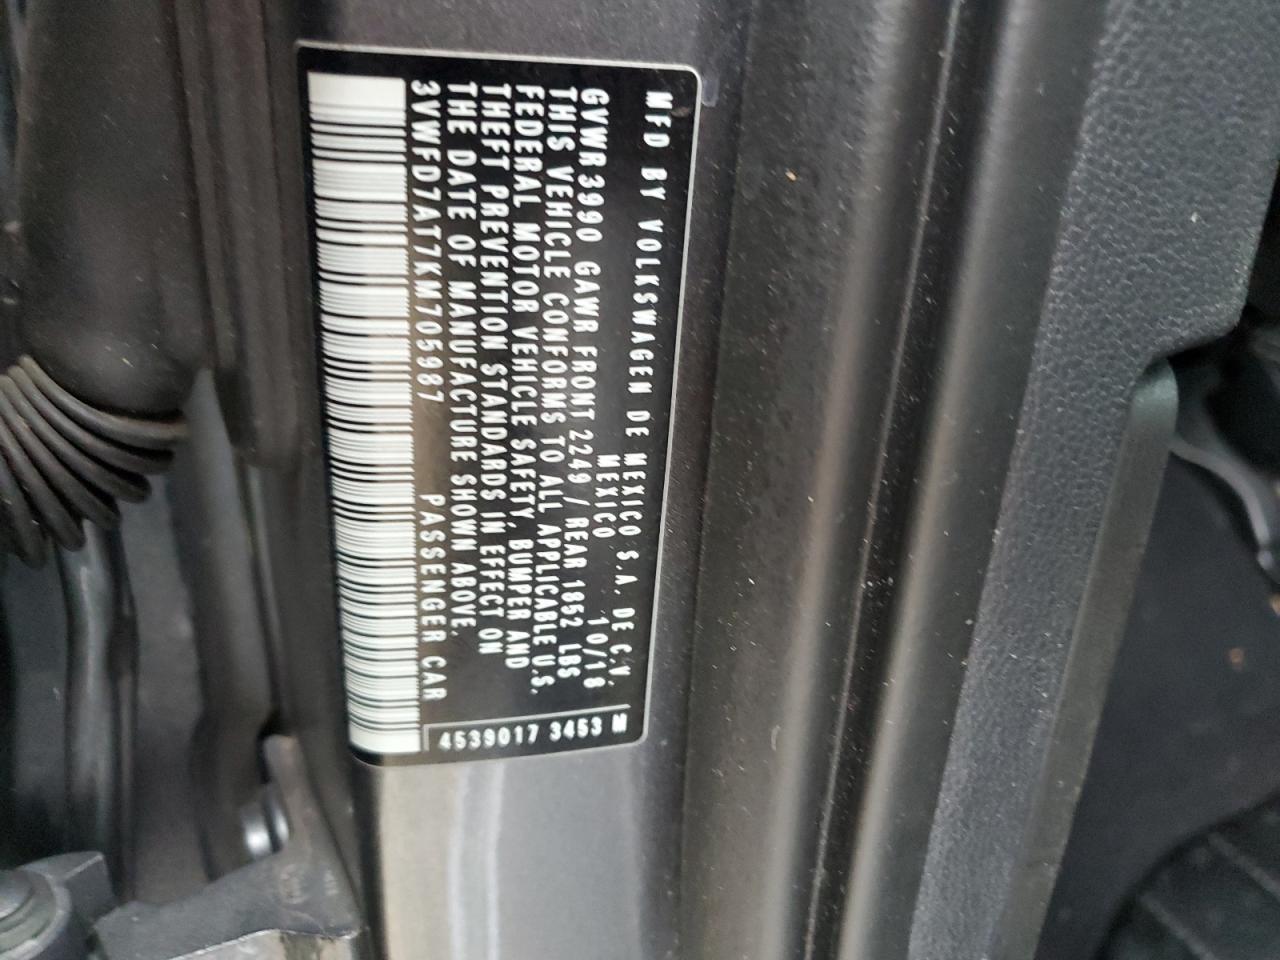 MFD BY VOLKSWAGEN DE MEXICO S.A. DE C.V.
MEXICO 10/18
GVWR 3990 GAWR FRONT 2249 / REAR 1852 LBS
THIS VEHICLE CONFORMS TO ALL APPLICABLE U.S.
FEDERAL MOTOR VEHICLE SAFETY, BUMPER AND
THEFT PREVENTION STANDARDS IN EFFECT ON
THE DATE OF MANUFACTURE SHOWN ABOVE.
3VWFD7AT7KM705987 PASSENGER CAR
4539017 3453 M